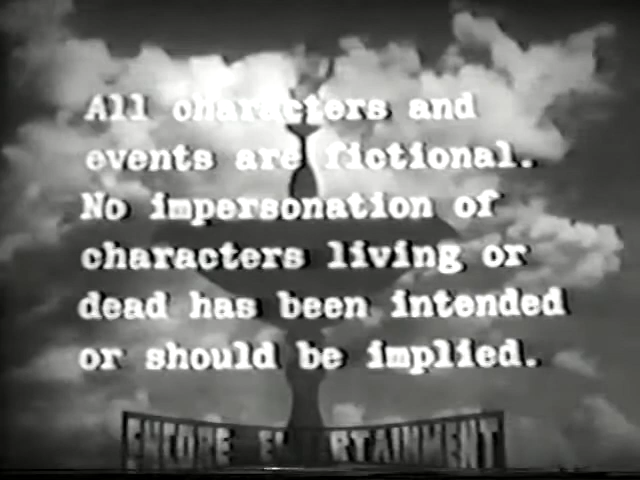 All characters and
events are fictional.
No impersonation of
characters living or
dead has been intended
or should be implied.
ENCORE ENTERTAINMENT